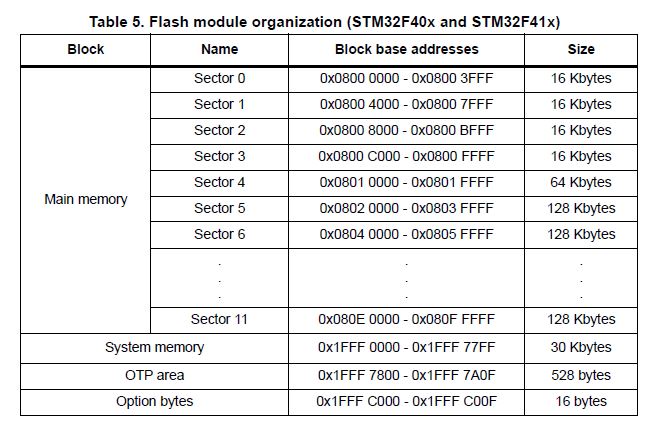 Table 5. Flash module organization (STM32F40x and STM32F41x)
Block Name Block base addresses Size
Main memory
Sector 0 0x0800 0000 - 0x0800 3FFF 16 Kbytes
Sector 1 0x0800 4000 - 0x0800 7FFF 16 Kbytes
Sector 2 0x0800 8000 - 0x0800 BFFF 16 Kbytes
Sector 3 0x0800 C000 - 0x0800 FFFF 16 Kbytes
Sector 4 0x0801 0000 - 0x0801 FFFF 64 Kbytes
Sector 5 0x0802 0000 - 0x0803 FFFF 128 Kbytes
Sector 6 0x0804 0000 - 0x0805 FFFF 128 Kbytes
. . .
. . .
. . .
Sector 11 0x080E 0000 - 0x080F FFFF 128 Kbytes
System memory 0x1FFF 0000 - 0x1FFF 77FF 30 Kbytes
OTP area 0x1FFF 7800 - 0x1FFF 7A0F 528 bytes
Option bytes 0x1FFF C000 - 0x1FFF C00F 16 bytes